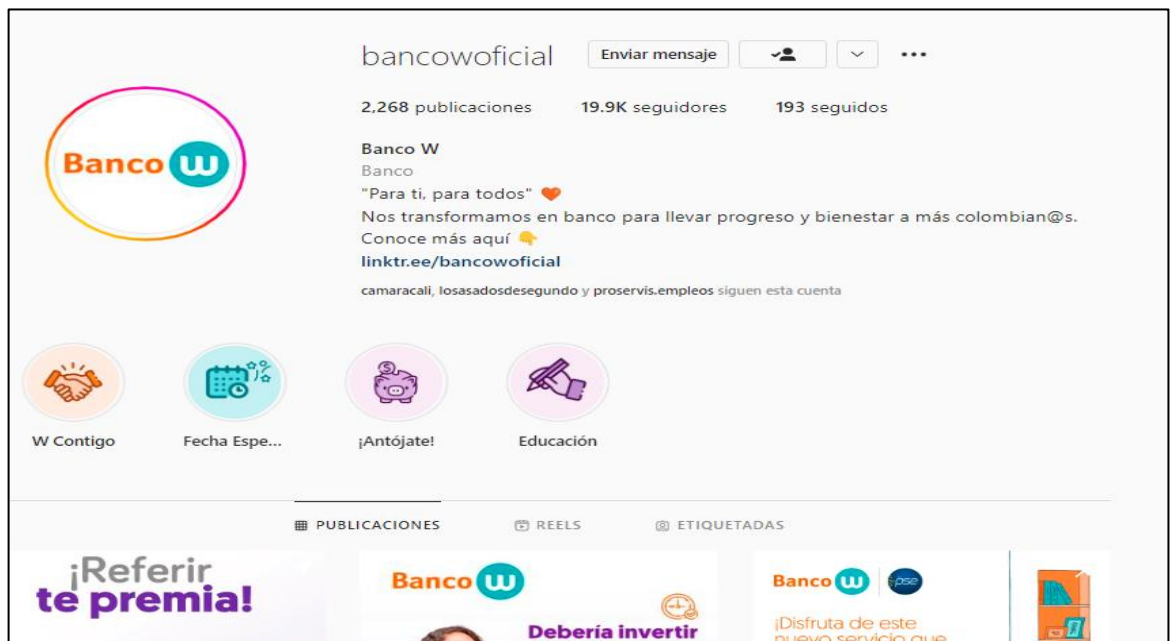 bancowoficial Enviar mensaje
2,268 publicaciones 19.9K seguidores 193 seguidos
Banco W
Banco W
Banco
"Para ti, para todos" 🧡
Nos transformamos en banco para llevar progreso y bienestar a más colombian@s.
Conoce más aquí 👇
linktr.ee/bancowoficial
camaracali, losasadosdesegundo y proservis.empleos siguen esta cuenta
W Contigo Fecha Espe... ¡Antójate! Educación
PUBLICACIONES REELS ETIQUETADAS
¡Referir
te premia!
Banco W
Debería invertir
Banco W pse
¡Disfruta de este
nuevo servicio que